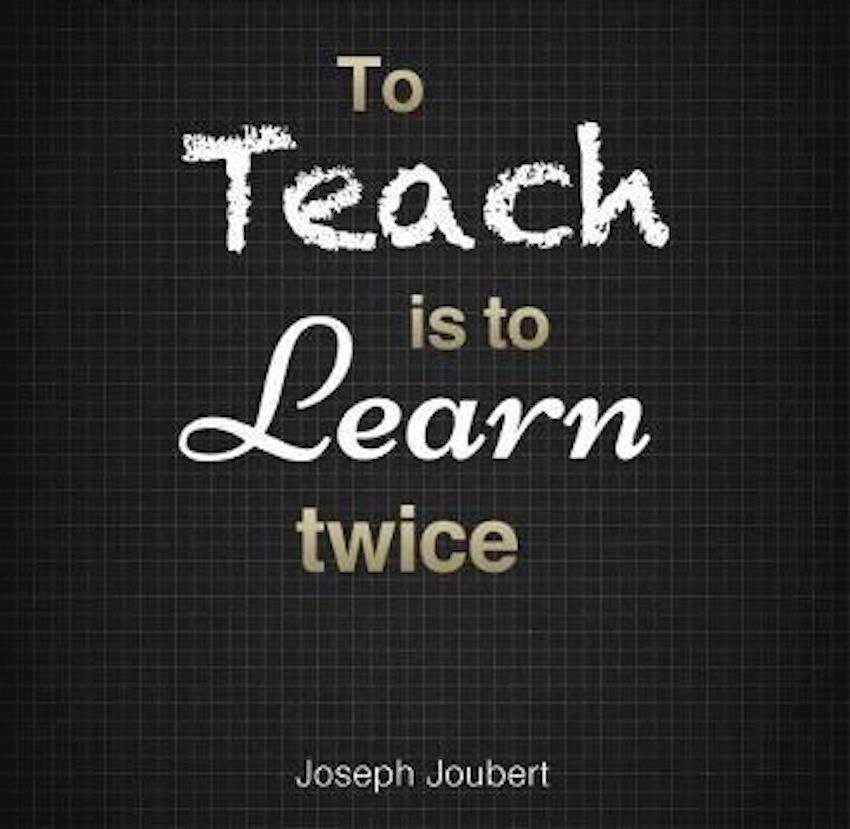 To
Teach
is to
Learn
twice
Joseph Joubert